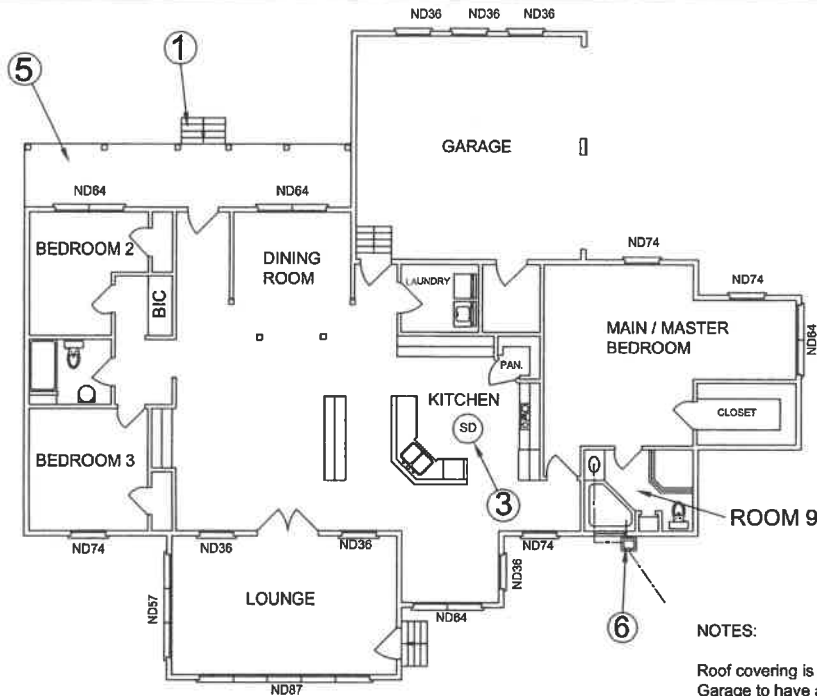 ND36 ND36 ND36
1
5
GARAGE
ND64
ND64
BEDROOM 2
DINING
ROOM
BIC
LAUNDRY
ND74
ND74
MAIN / MASTER
BEDROOM
ND64
PAN.
KITCHEN
SD
CLOSET
BEDROOM 3
3
ROOM 9
ND36
ND36
ND74
ND74
ND36
LOUNGE
ND57
ND64
6
ND87
NOTES:
Roof covering is
Garage to have a